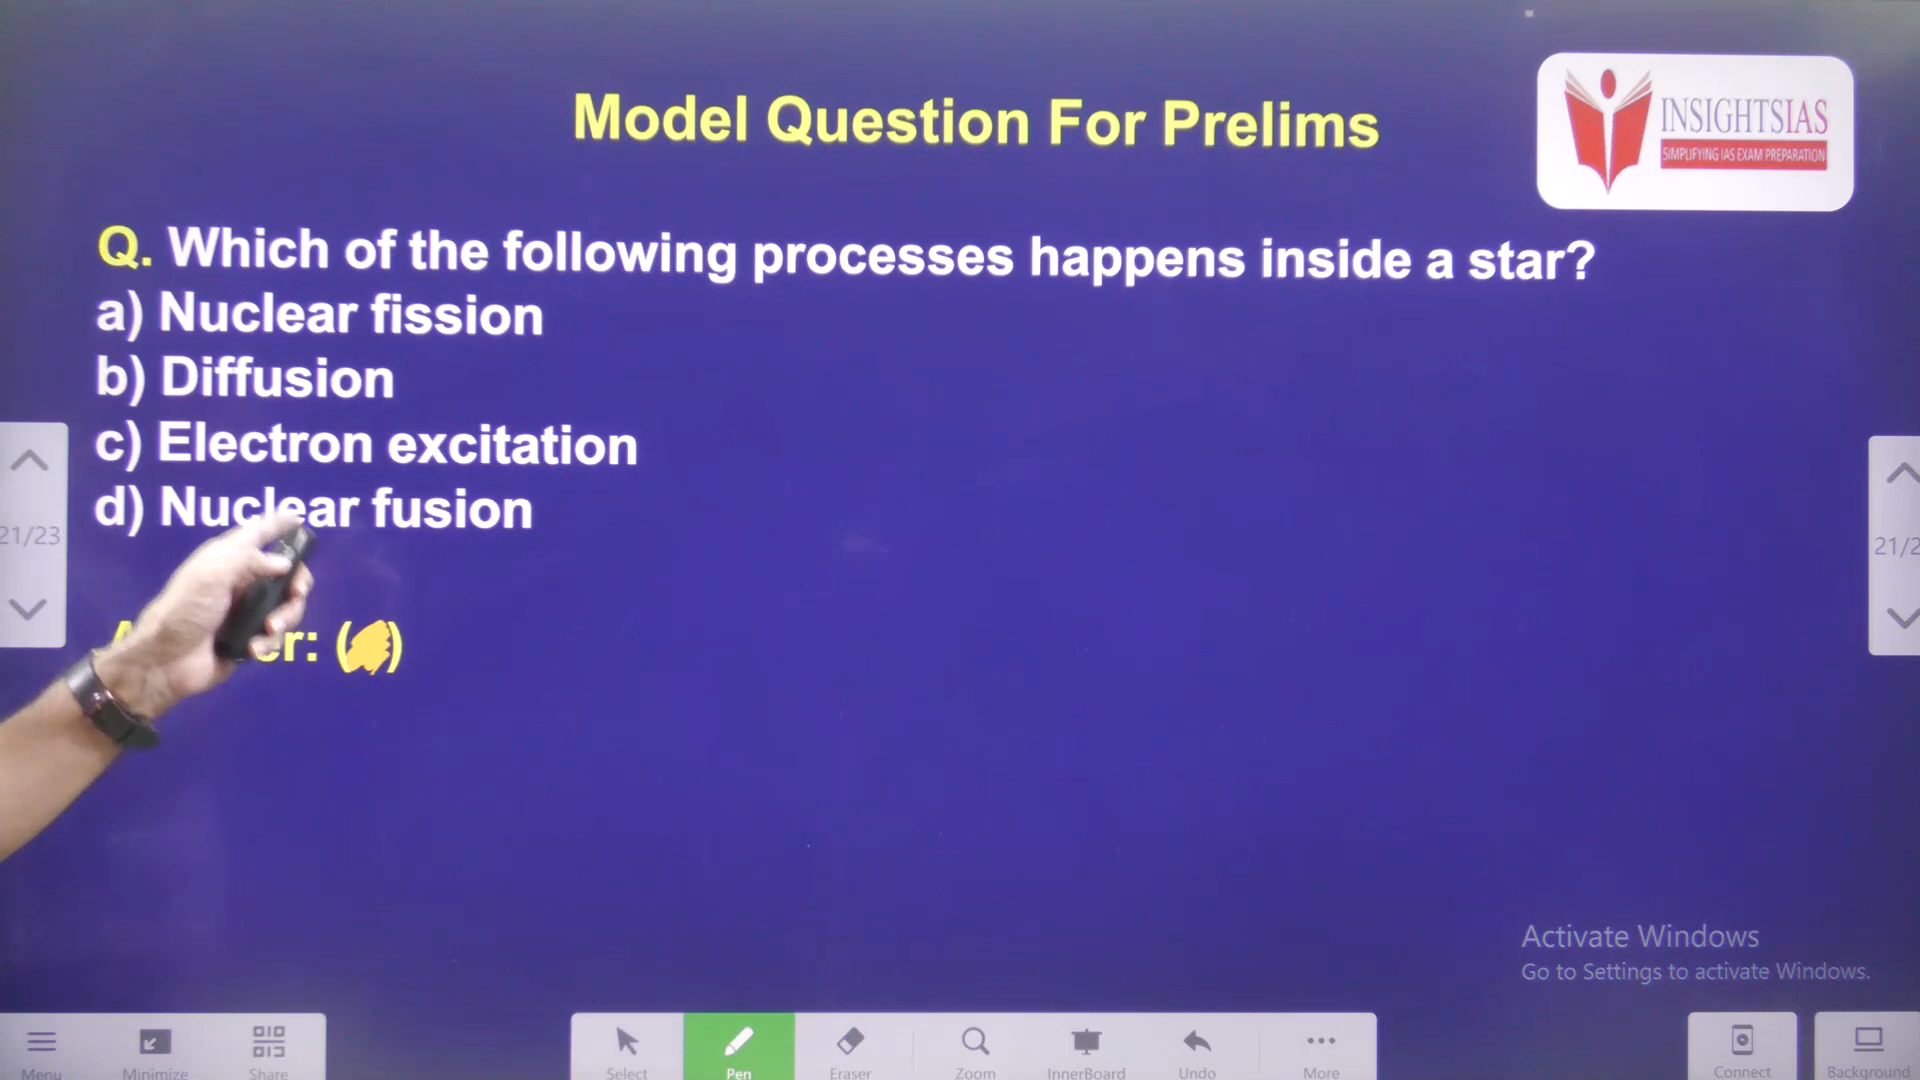 Model Question For Prelims
INSIGHTSIAS
SIMPLIFYING IAS EXAM PREPARATION
Q. Which of the following processes happens inside a star?
a) Nuclear fission
b) Diffusion
c) Electron excitation
d) Nuclear fusion
21/23
21/2
er: ( )
Activate Windows
Go to Settings to activate Windows.
Menu
Minimize
Share
Select
Pen
Eraser
Zoom
InnerBoard
Undo
More
Connect
Background